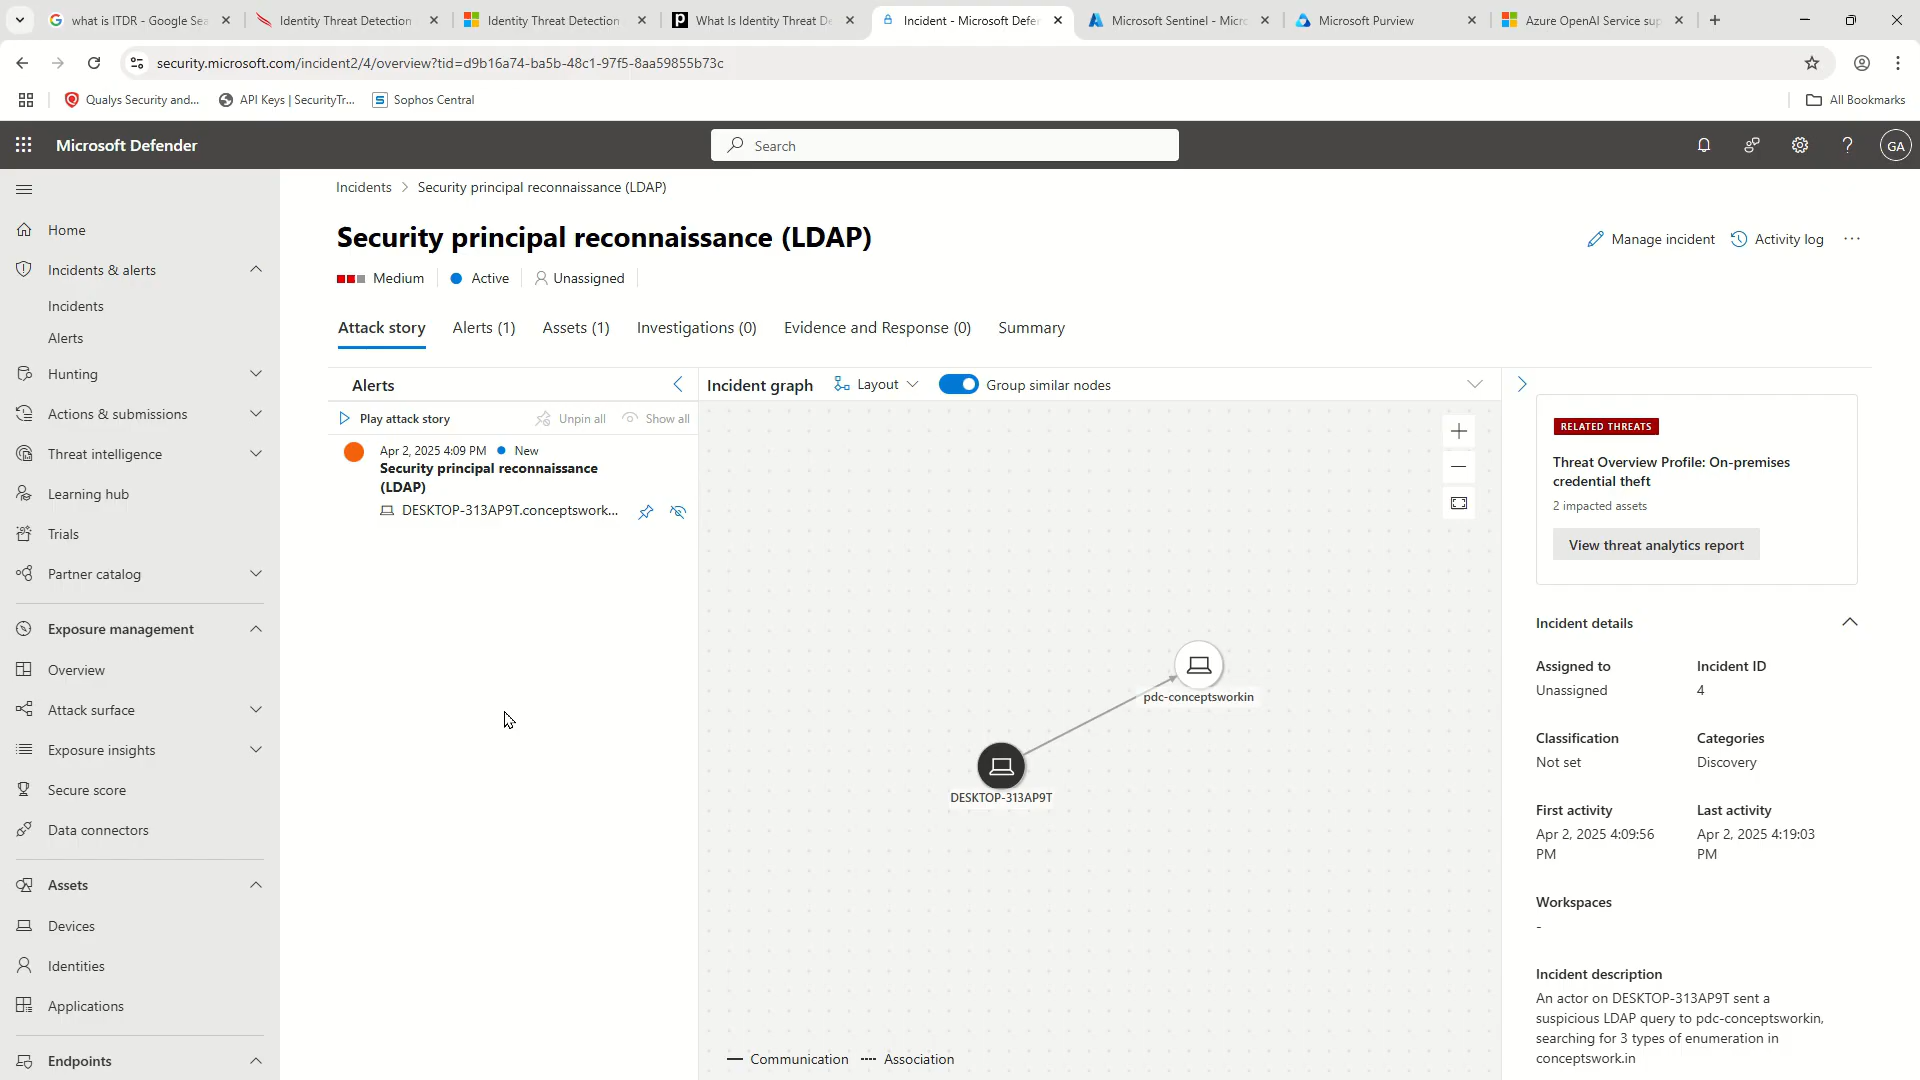 what is ITDR - Google Sea
Identity Threat Detection
Identity Threat Detection
What Is Identity Threat De
Incident - Microsoft Defen
Microsoft Sentinel - Micro
Microsoft Purview
Azure OpenAI Service sup
security.microsoft.com/incident2/4/overview?tid=d9b16a74-ba5b-48c1-97f5-8aa59855b73c
Qualys Security and...
API Keys | SecurityTr...
Sophos Central
All Bookmarks
Microsoft Defender
Search
GA
Home
Incidents & alerts
Incidents
Alerts
Hunting
Actions & submissions
Threat intelligence
Learning hub
Trials
Partner catalog
Exposure management
Overview
Attack surface
Exposure insights
Secure score
Data connectors
Assets
Devices
Identities
Applications
Endpoints
Incidents > Security principal reconnaissance (LDAP)
Security principal reconnaissance (LDAP)
Manage incident
Activity log
Medium
Active
Unassigned
Attack story
Alerts (1)
Assets (1)
Investigations (0)
Evidence and Response (0)
Summary
Alerts
Play attack story
Unpin all
Show all
Apr 2, 2025 4:09 PM
New
Security principal reconnaissance
(LDAP)
DESKTOP-313AP9T.conceptswork...
Incident graph
Layout
Group similar nodes
pdc-conceptsworkin
DESKTOP-313AP9T
Communication
Association
RELATED THREATS
Threat Overview Profile: On-premises
credential theft
2 impacted assets
View threat analytics report
Incident details
Assigned to
Unassigned
Incident ID
4
Classification
Not set
Categories
Discovery
First activity
Apr 2, 2025 4:09:56
PM
Last activity
Apr 2, 2025 4:19:03
PM
Workspaces
-
Incident description
An actor on DESKTOP-313AP9T sent a
suspicious LDAP query to pdc-conceptsworkin,
searching for 3 types of enumeration in
conceptswork.in